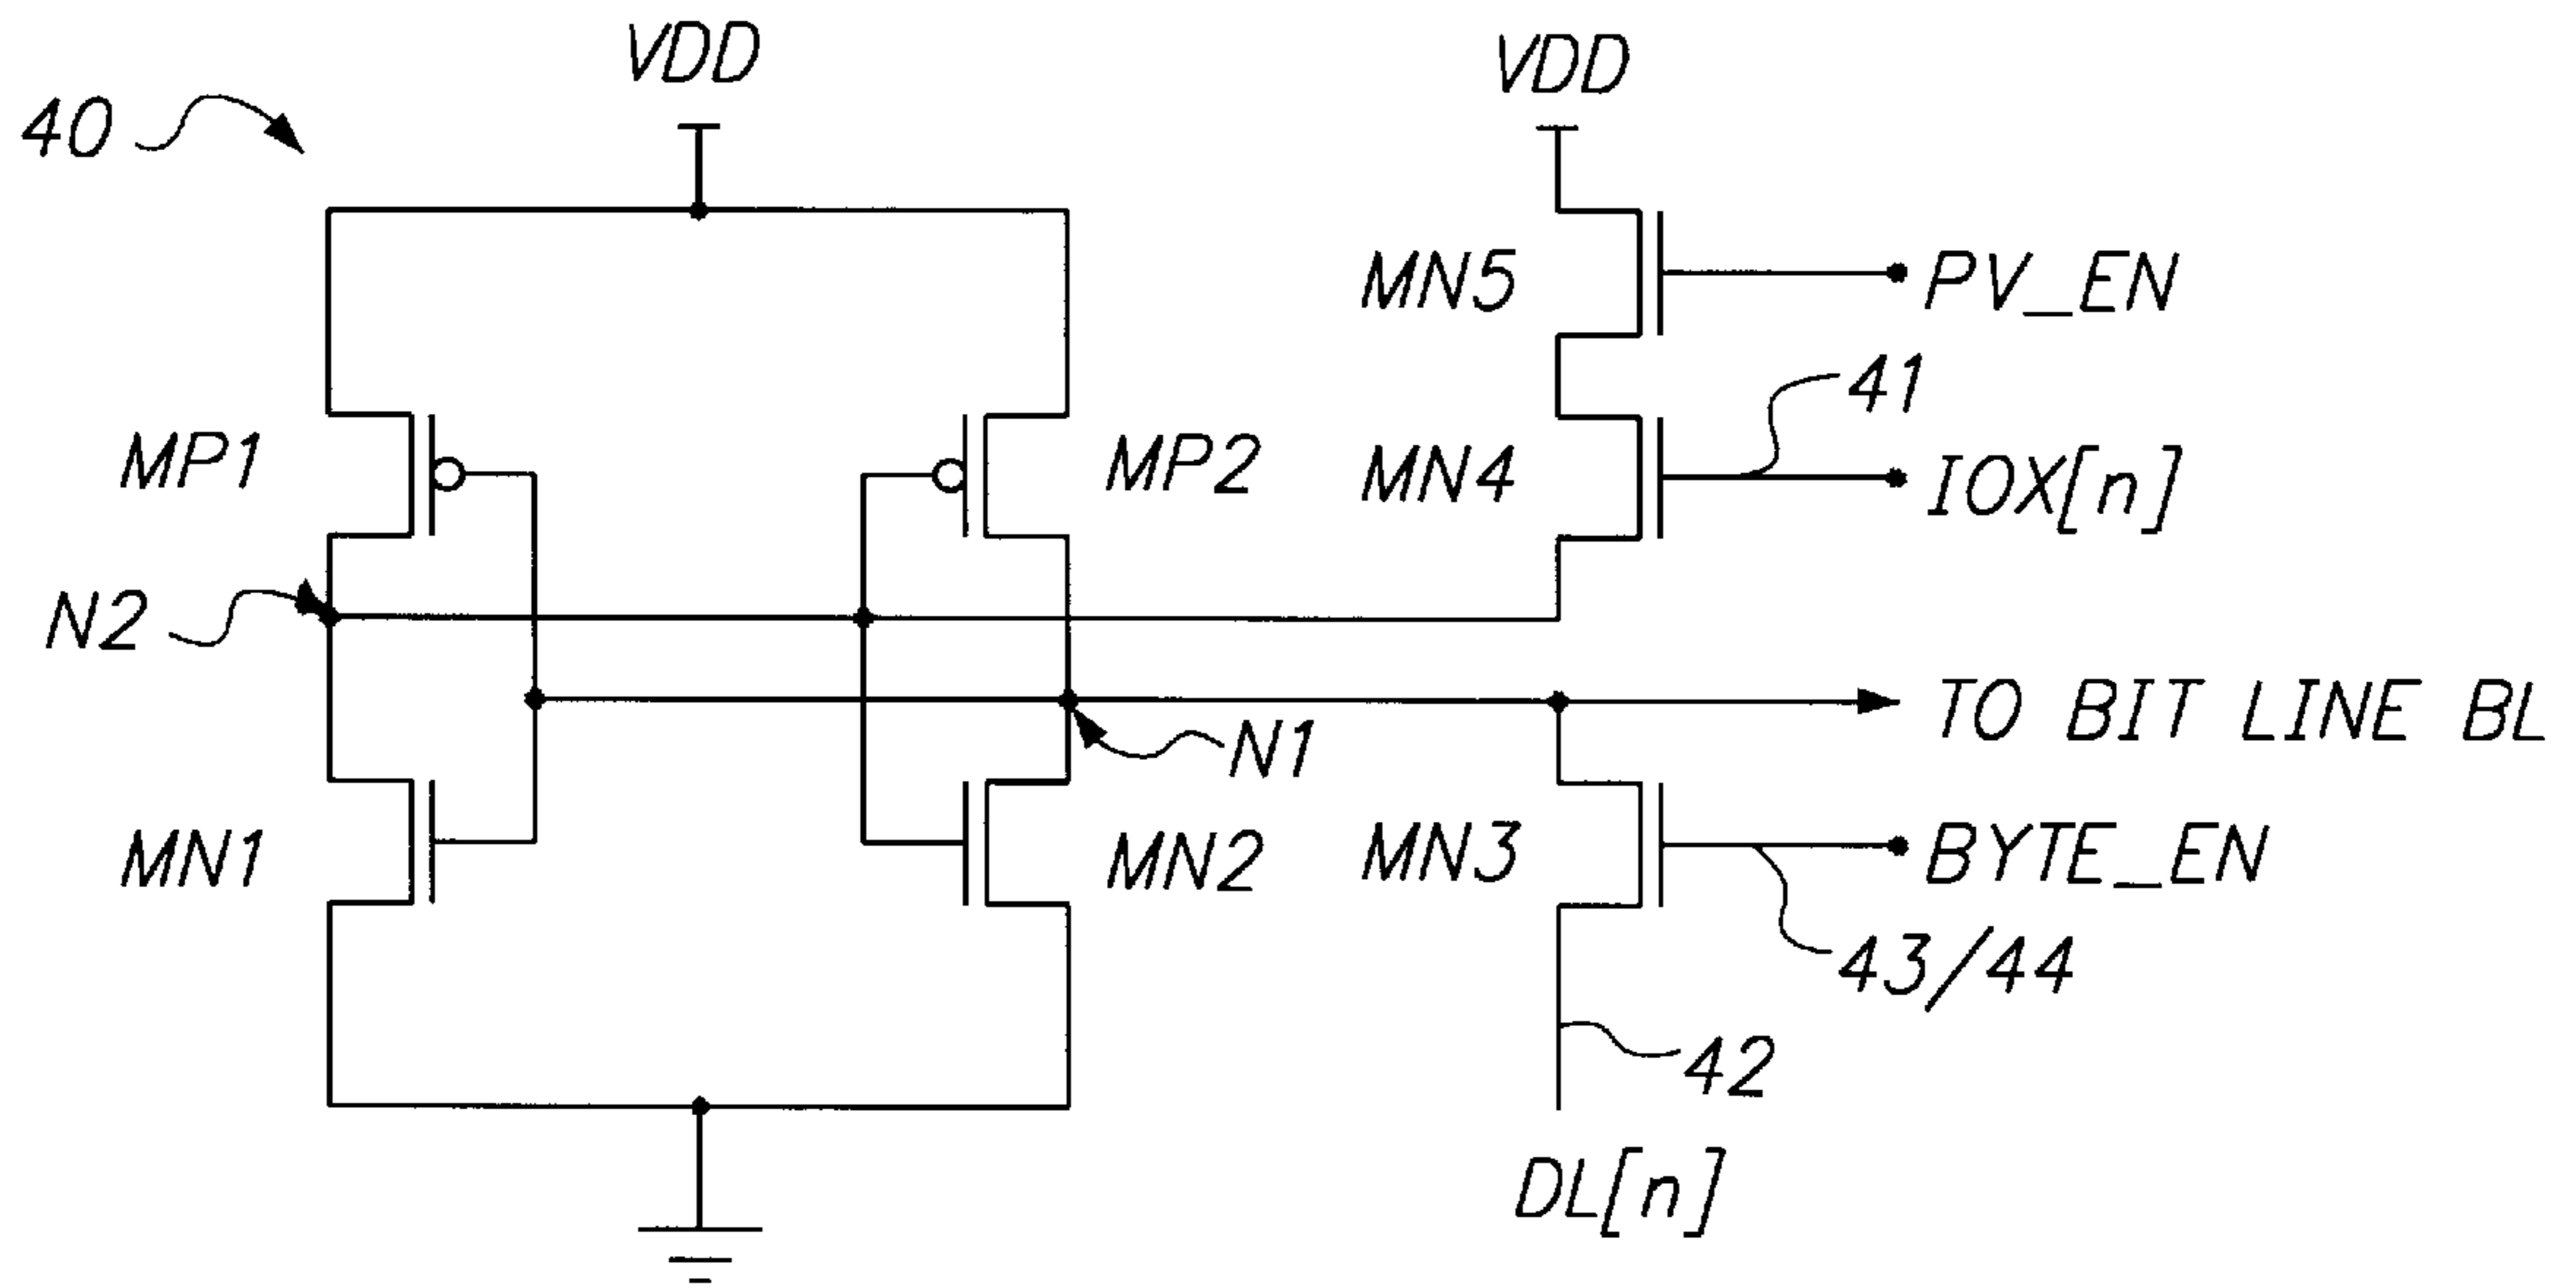 VDD
VDD
40
MN5
PV_EN
41
MP1
MP2
MN4
IOX[n]
N2
N1
TO BIT LINE BL
MN1
MN2
MN3
BYTE_EN
43/44
42
DL[n]